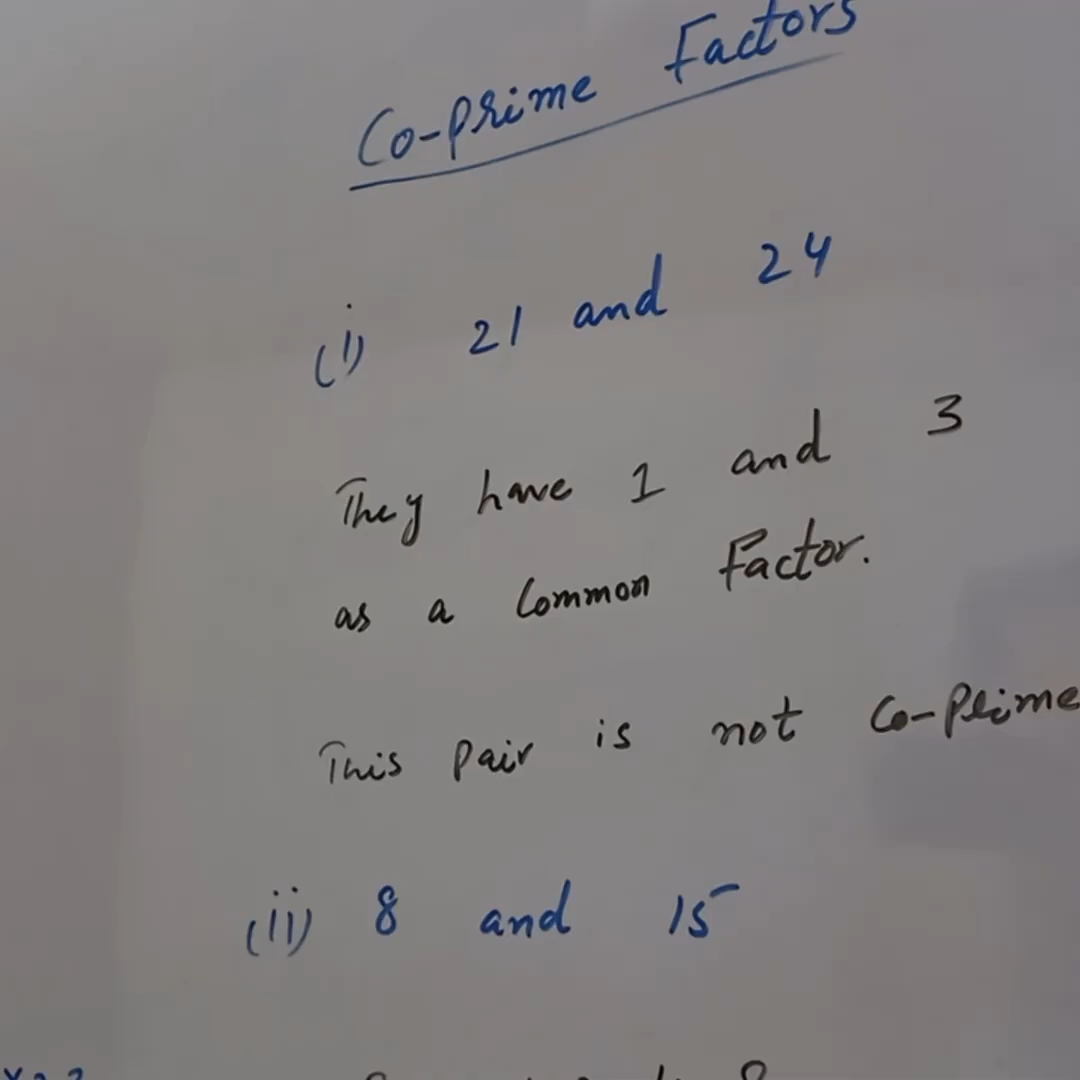 Co-prime Factors
(i) 21 and 24
They have 1 and 3
as a Common Factor.
This pair is not Co-Prime
(ii) 8 and 15